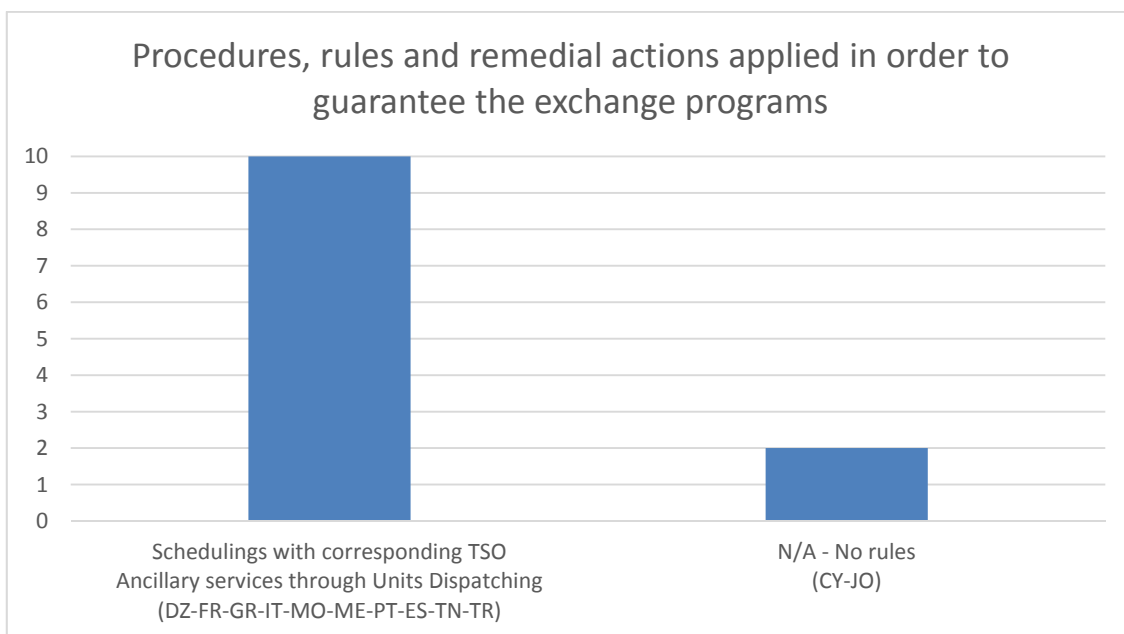 Procedures, rules and remedial actions applied in order to
guarantee the exchange programs
10
9
8
7
6
5
4
3
2
1
0
Schedulings with corresponding TSO
Ancillary services through Units Dispatching
(DZ-FR-GR-IT-MO-ME-PT-ES-TN-TR)
N/A - No rules
(CY-JO)